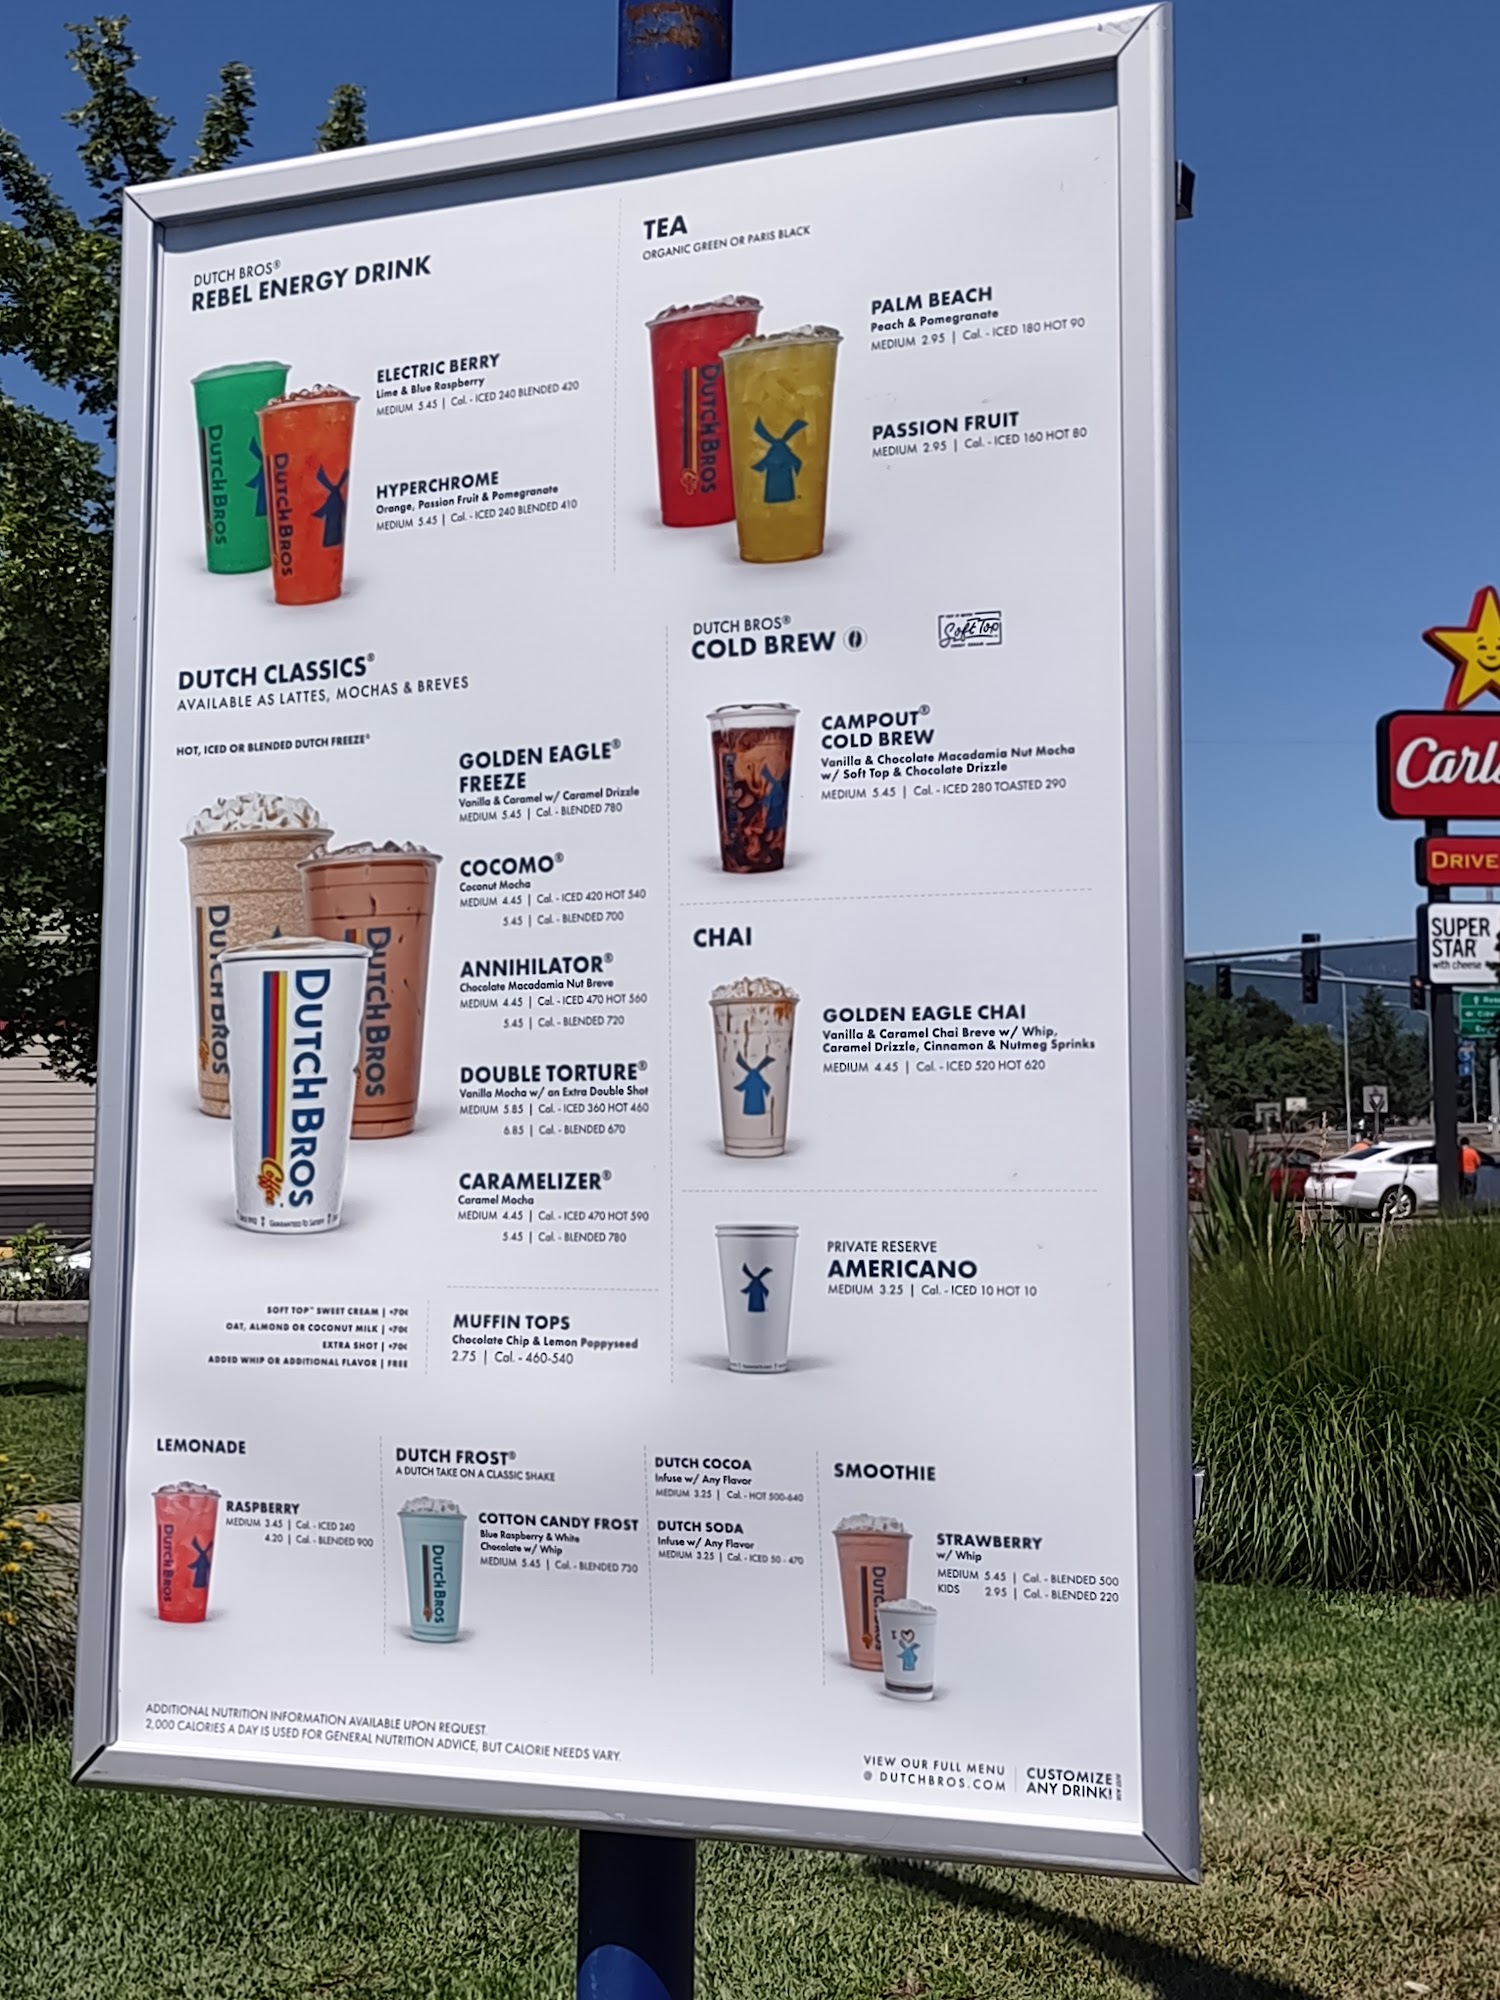 DUTCH BROS®
REBEL ENERGY DRINK
ELECTRIC BERRY
Lime & Blue Raspberry
MEDIUM 5.45 | Cal. - ICED 240 BLENDED 420
HYPERCHROME
Orange, Passion Fruit & Pomegranate
MEDIUM 5.45 | Cal. - ICED 240 BLENDED 410
DUTCH BROS
DUTCH BROS
TEA
ORGANIC GREEN OR PARIS BLACK
PALM BEACH
Peach & Pomegranate
MEDIUM 2.95 | Cal. - ICED 180 HOT 90
PASSION FRUIT
MEDIUM 2.95 | Cal. - ICED 160 HOT 80
DUTCH BROS
DUTCH CLASSICS®
AVAILABLE AS LATTES, MOCHAS & BREVES
HOT, ICED OR BLENDED DUTCH FREEZE®
GOLDEN EAGLE®
FREEZE
Vanilla & Caramel w/ Caramel Drizzle
MEDIUM 5.45 | Cal. - BLENDED 780
COCOMO®
Coconut Mocha
MEDIUM 4.45 | Cal. - ICED 420 HOT 540
5.45 | Cal. - BLENDED 700
ANNIHILATOR®
Chocolate Macadamia Nut Breve
MEDIUM 4.45 | Cal. - ICED 470 HOT 560
5.45 | Cal. - BLENDED 720
DOUBLE TORTURE®
Vanilla Mocha w/ an Extra Double Shot
MEDIUM 5.85 | Cal. - ICED 360 HOT 460
6.85 | Cal. - BLENDED 670
CARAMELIZER®
Caramel Mocha
MEDIUM 4.45 | Cal. - ICED 470 HOT 590
5.45 | Cal. - BLENDED 780
DUTCH BROS
DUTCH BROS
DUTCH BROS
Coffee
SOFT TOP™ SWEET CREAM | +70¢
OAT, ALMOND OR COCONUT MILK | +70¢
EXTRA SHOT | +70¢
ADDED WHIP OR ADDITIONAL FLAVOR | FREE
MUFFIN TOPS
Chocolate Chip & Lemon Poppyseed
2.75 | Cal. - 460-540
DUTCH BROS®
COLD BREW
Soft Top
CAMPOUT®
COLD BREW
Vanilla & Chocolate Macadamia Nut Mocha
w/ Soft Top & Chocolate Drizzle
MEDIUM 5.45 | Cal. - ICED 280 TOASTED 290
CHAI
GOLDEN EAGLE CHAI
Vanilla & Caramel Chai Breve w/ Whip,
Caramel Drizzle, Cinnamon & Nutmeg Sprinks
MEDIUM 4.45 | Cal. - ICED 520 HOT 620
PRIVATE RESERVE
AMERICANO
MEDIUM 3.25 | Cal. - ICED 10 HOT 10
LEMONADE
RASPBERRY
MEDIUM 3.45 | Cal. - ICED 240
4.20 | Cal. - BLENDED 900
DUTCH BROS
DUTCH FROST®
A DUTCH TAKE ON A CLASSIC SHAKE
COTTON CANDY FROST
Blue Raspberry & White
Chocolate w/ Whip
MEDIUM 5.45 | Cal. - BLENDED 730
DUTCH BROS
DUTCH COCOA
Infuse w/ Any Flavor
MEDIUM 3.25 | Cal. - HOT 500-640
DUTCH SODA
Infuse w/ Any Flavor
MEDIUM 3.25 | Cal. - ICED 50 - 470
SMOOTHIE
STRAWBERRY
w/ Whip
MEDIUM 5.45 | Cal. - BLENDED 500
KIDS 2.95 | Cal. - BLENDED 220
ADDITIONAL NUTRITION INFORMATION AVAILABLE UPON REQUEST.
2,000 CALORIES A DAY IS USED FOR GENERAL NUTRITION ADVICE, BUT CALORIE NEEDS VARY.
VIEW OUR FULL MENU
@ DUTCHBROS.COM
CUSTOMIZE
ANY DRINK!
Carl
DRIVE
SUPER
STAR
with cheese